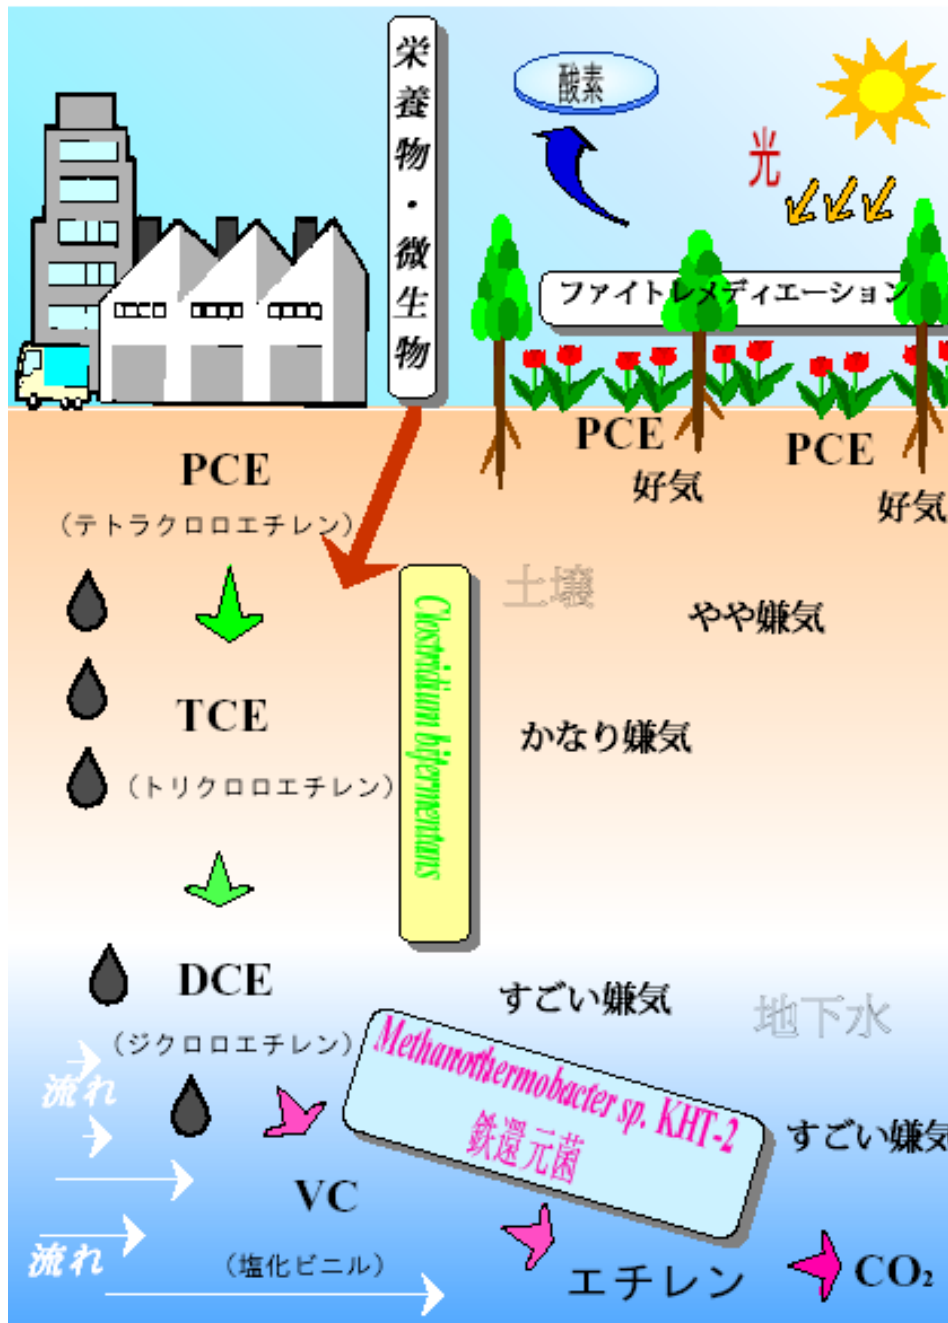 栄養物・微生物
酸素
光
ファイトレメディエーション
PCE
PCE
好気
好気
PCE
(テトラクロロエチレン)
土壌
やや嫌気
Clostridium bifermentans
TCE
(トリクロロエチレン)
かなり嫌気
DCE
(ジクロロエチレン)
すごい嫌気
地下水
流れ
Methanothermobacter sp. KHT-2
鉄還元菌
すごい嫌気
VC
(塩化ビニル)
流れ
エチレン
CO₂